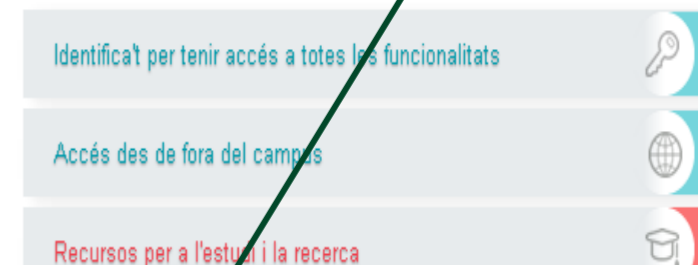 Identifica't per tenir accés a totes les funcionalitats
Accés des de fora del campus
Recursos per a l'estudi i la recerca